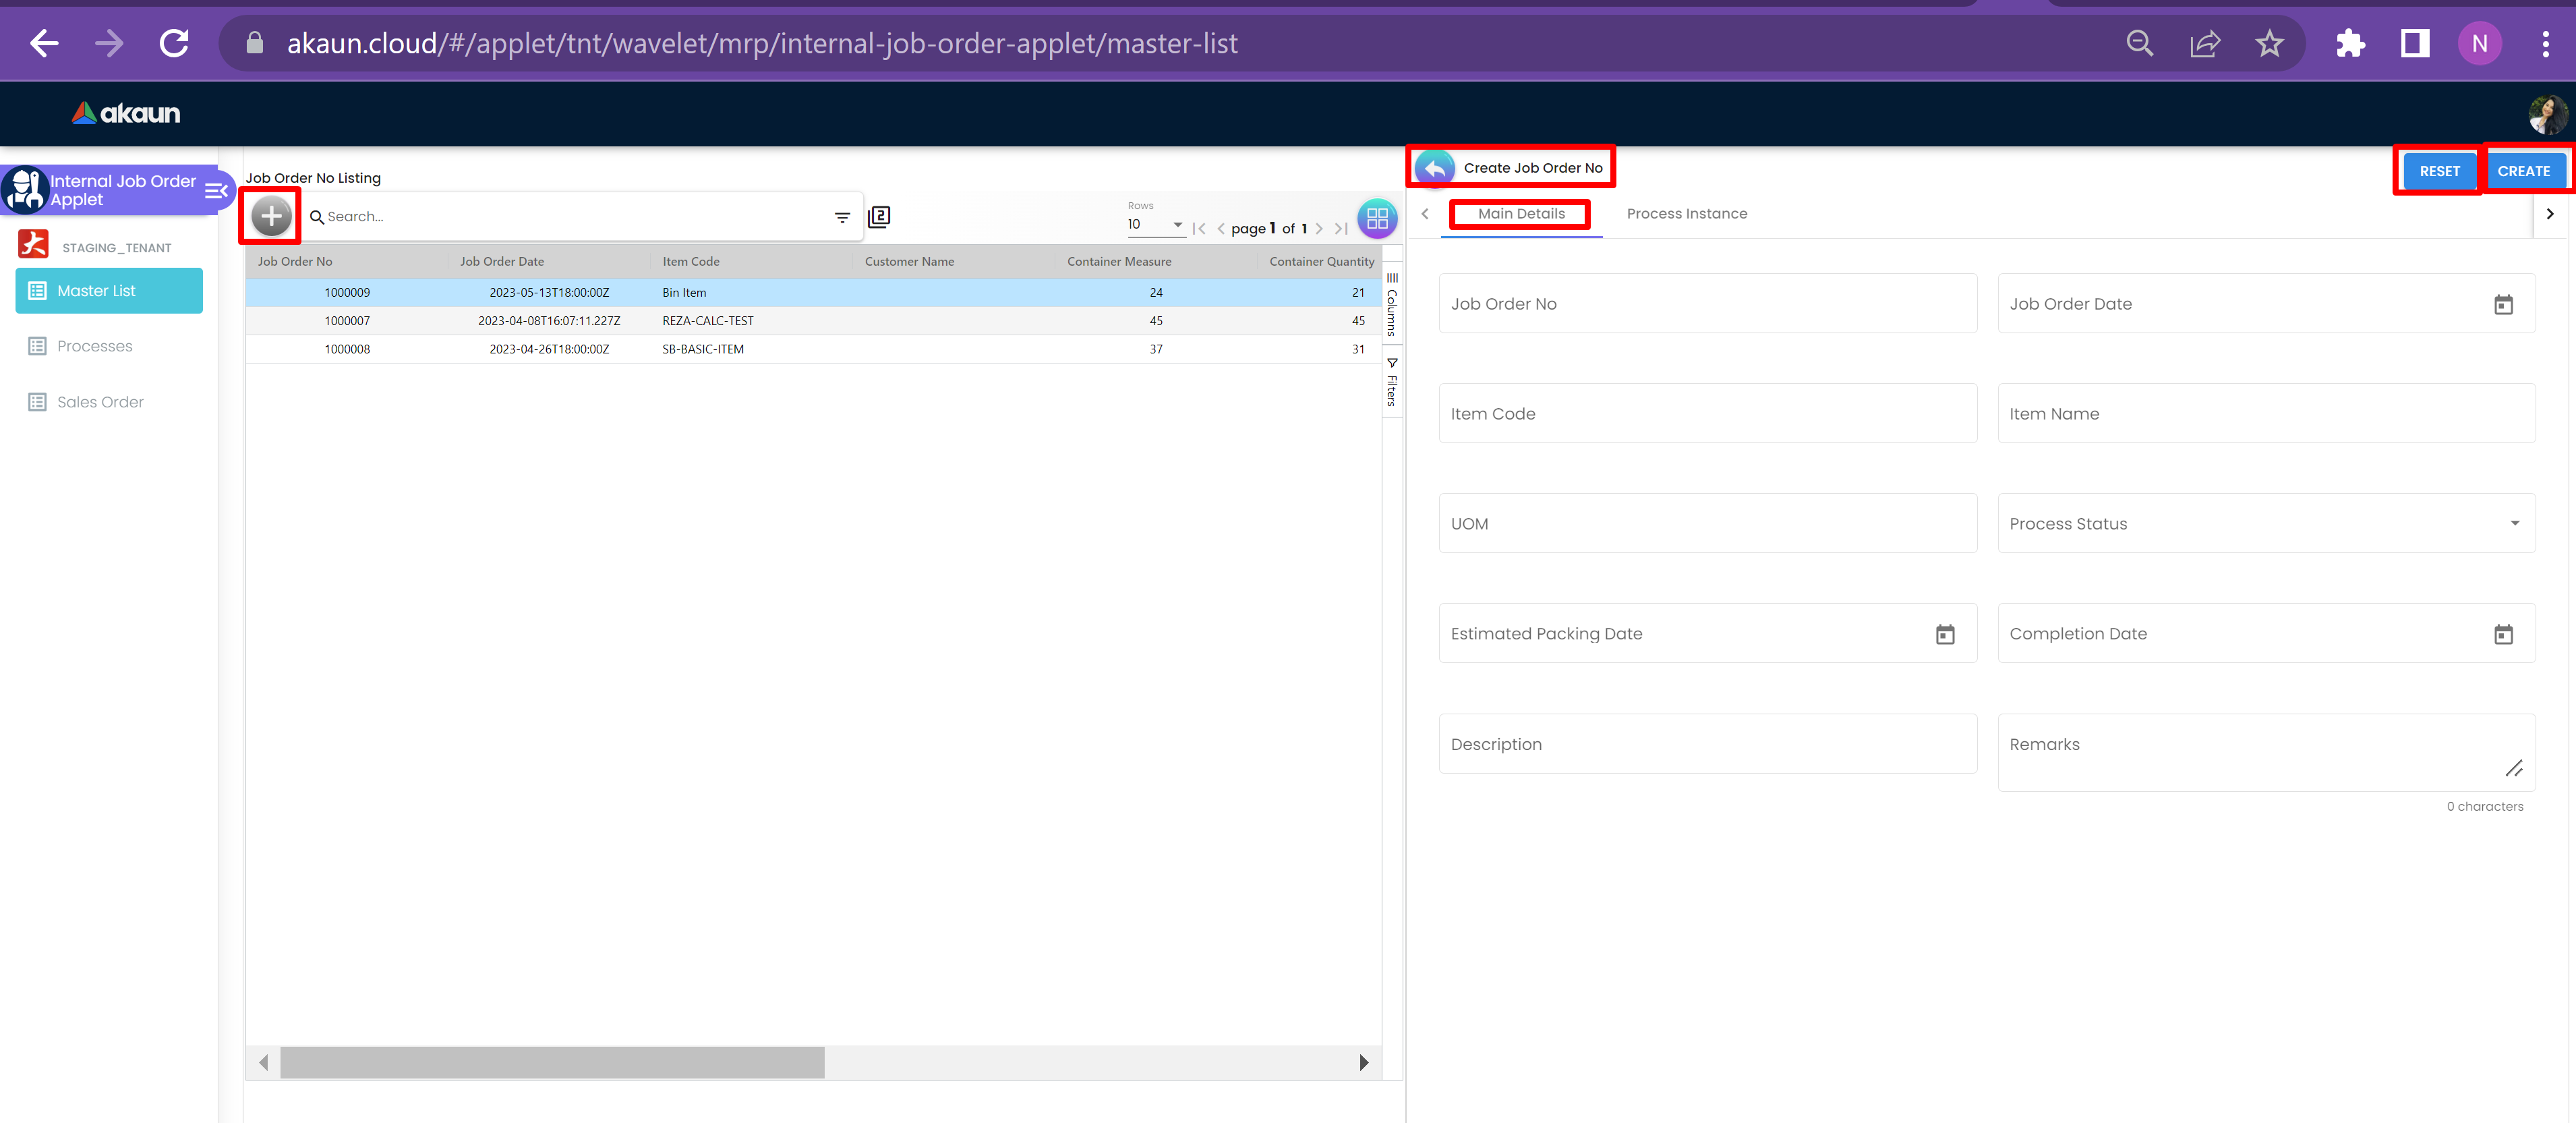 akaun.cloud/#/applet/tnt/wavelet/mrp/internal-job-order-applet/master-list
N
akaun
Internal Job Order
Applet
STAGING_TENANT
Master List
Processes
Sales Order
Job Order No Listing
Search...
2
Rows
10
page 1 of 1
Job Order No Job Order Date Item Code Customer Name Container Measure Container Quantity
1000009 2023-05-13T18:00:00Z Bin Item 24 21
1000007 2023-04-08T16:07:11.227Z REZA-CALC-TEST 45 45
1000008 2023-04-26T18:00:00Z SB-BASIC-ITEM 37 31
Columns
Filters
Create Job Order No
RESET CREATE
Main Details Process Instance
Job Order No Job Order Date
Item Code Item Name
UOM Process Status
Estimated Packing Date Completion Date
Description Remarks
0 characters